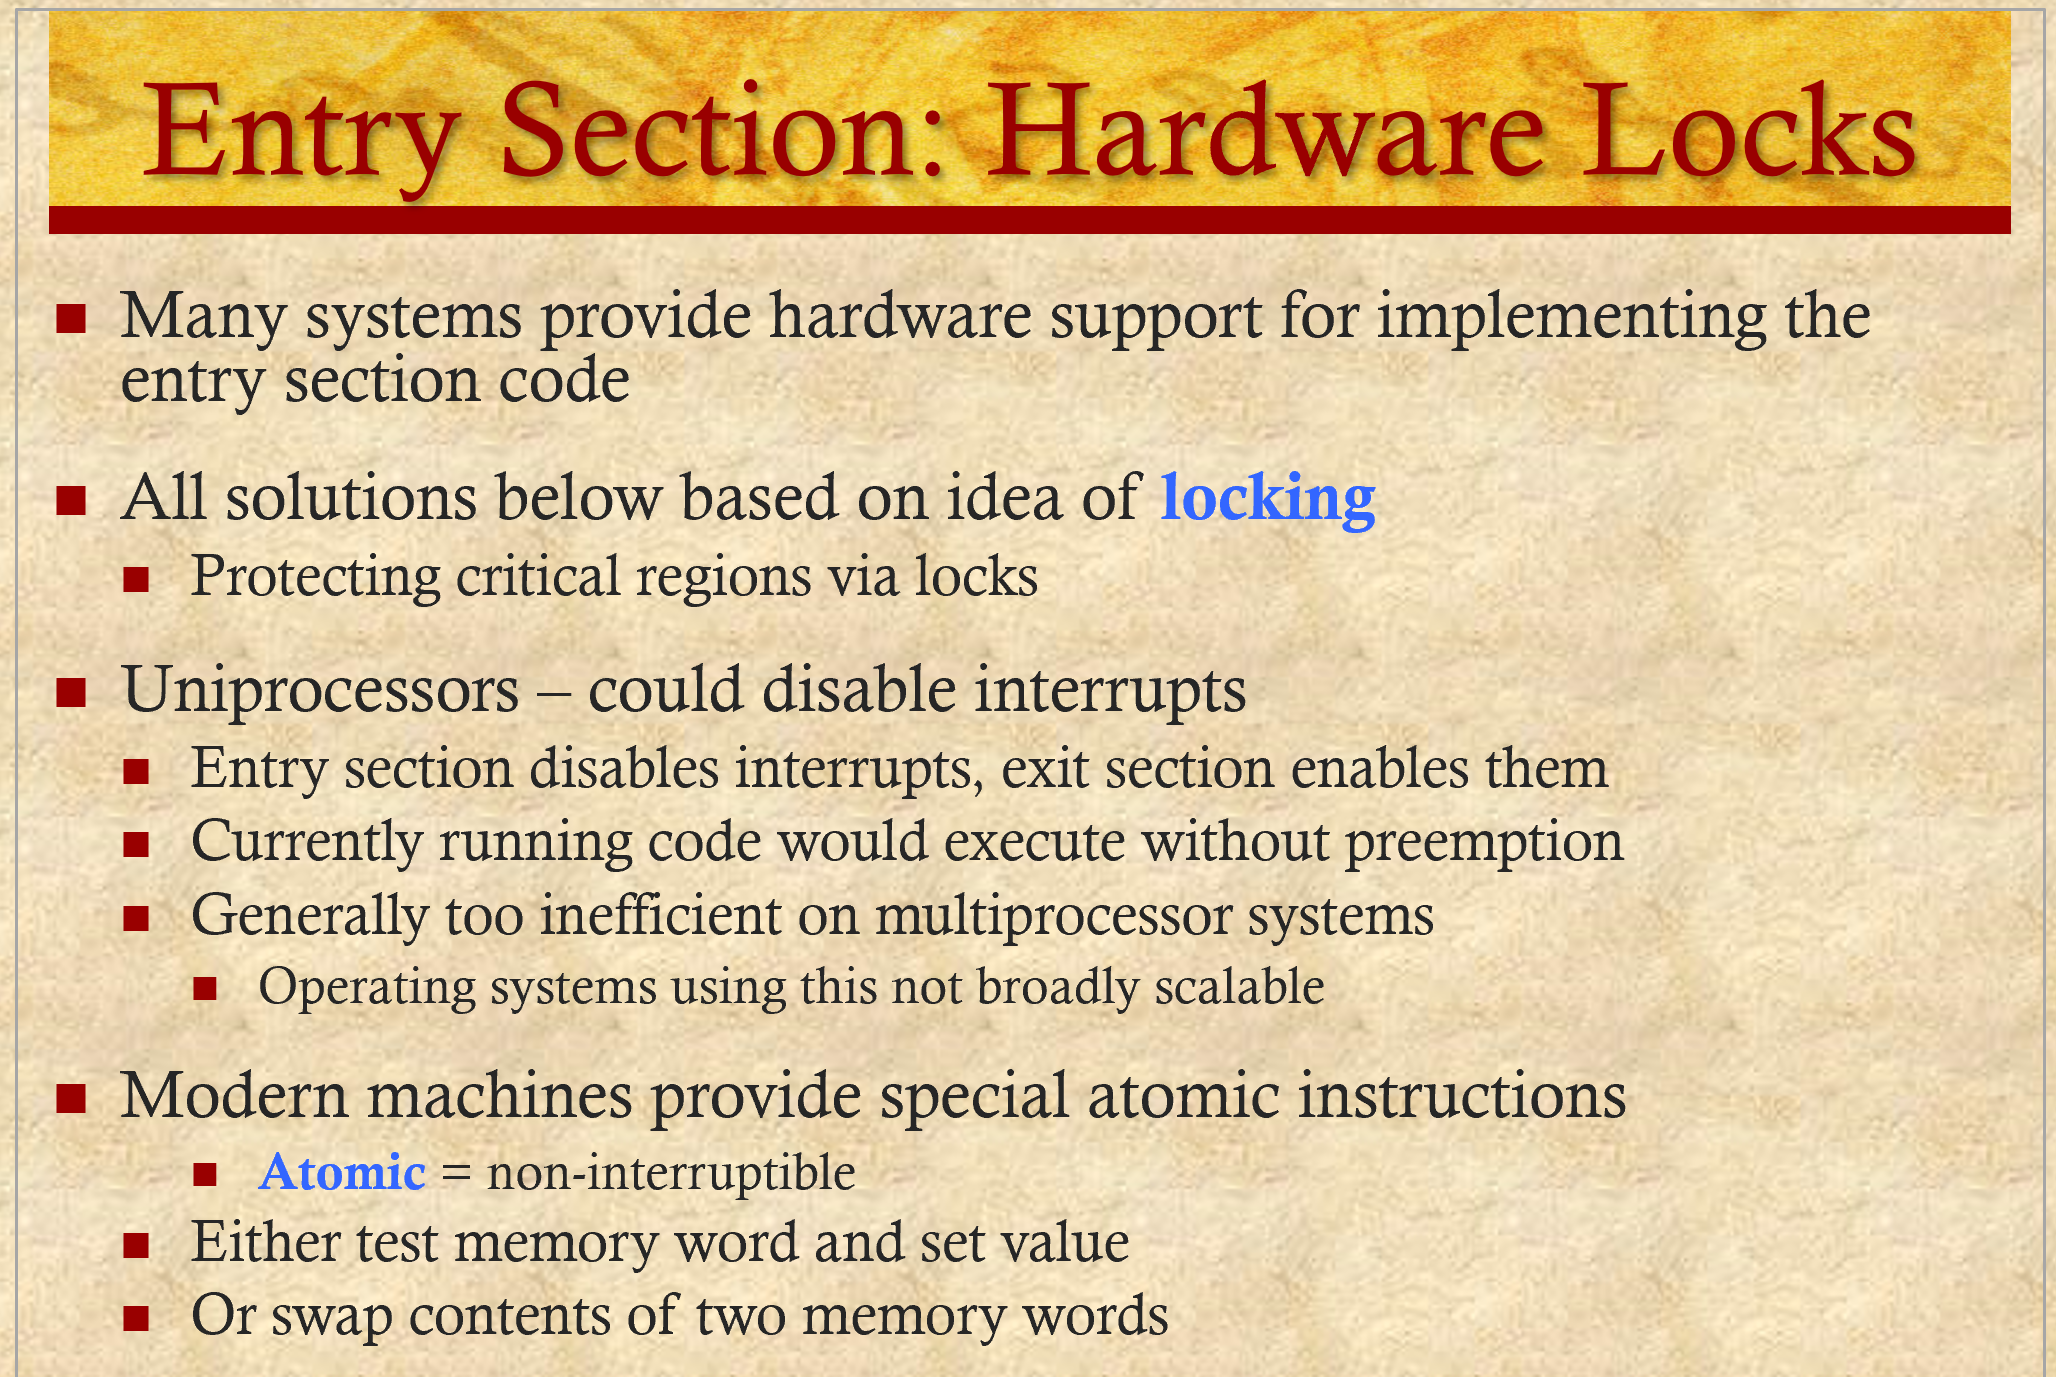 Entry Section: Hardware Locks
Many systems provide hardware support for implementing the
entry section code
All solutions below based on idea of locking
Protecting critical regions via locks
Uniprocessors – could disable interrupts
Entry section disables interrupts, exit section enables them
Currently running code would execute without preemption
Generally too inefficient on multiprocessor systems
Operating systems using this not broadly scalable
Modern machines provide special atomic instructions
Atomic = non-interruptible
Either test memory word and set value
Or swap contents of two memory words